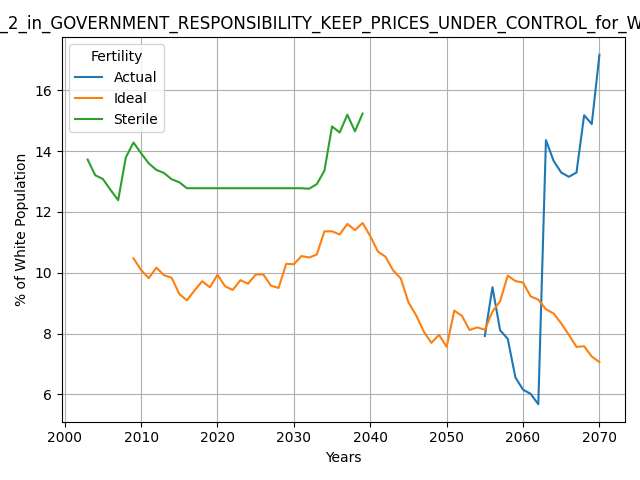 _2_in_GOVERNMENT_RESPONSIBILITY_KEEP_PRICES_UNDER_CONTROL_for_W
Fertility
Actual
Ideal
Sterile
% of White Population
16
14
12
10
8
6
2000 2010 2020 2030 2040 2050 2060 2070
Years